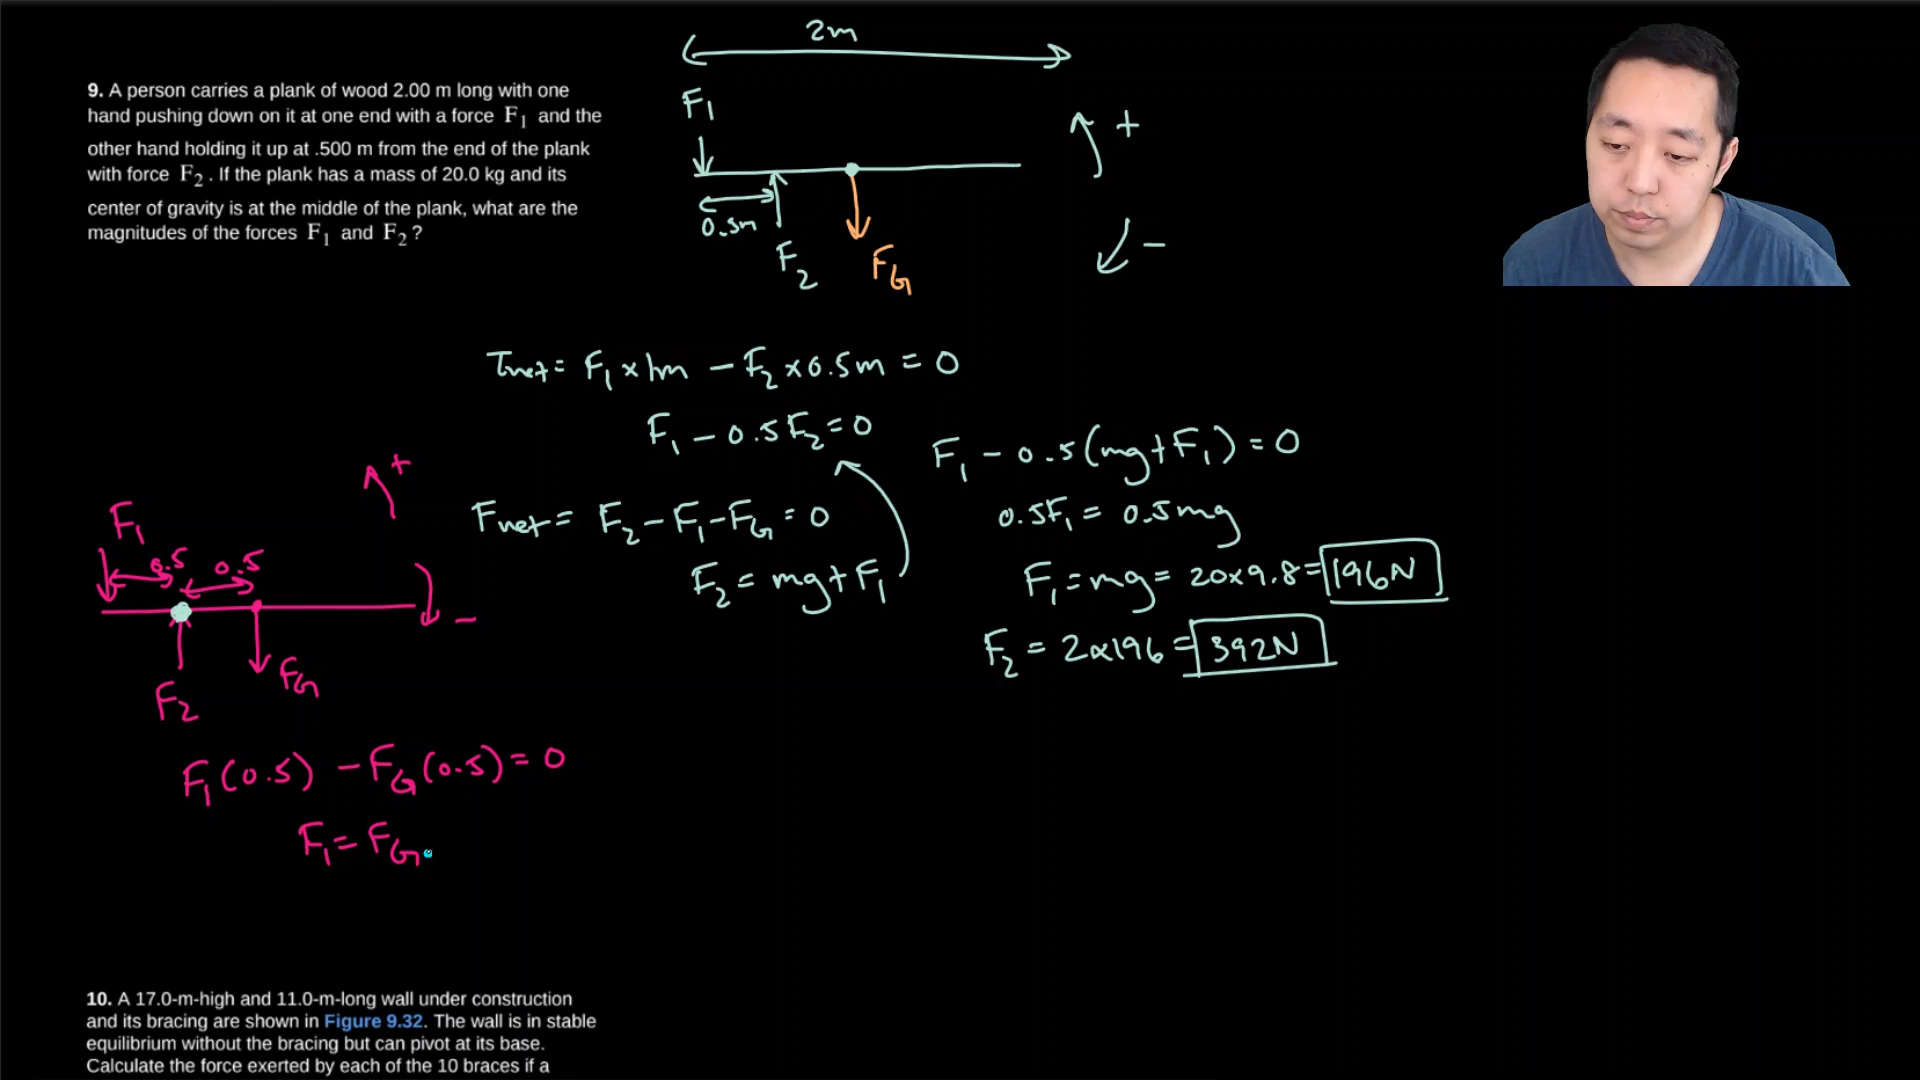 9. A person carries a plank of wood 2.00 m long with one
hand pushing down on it at one end with a force F₁ and the
other hand holding it up at .500 m from the end of the plank
with force F₂ . If the plank has a mass of 20.0 kg and its
center of gravity is at the middle of the plank, what are the
magnitudes of the forces F₁ and F₂ ?
2m
F₁
0.5m
F₂
F_G
+
−
τnet = F₁ × 1m − F₂ × 0.5m = 0
F₁ − 0.5F₂ = 0
Fnet = F₂ − F₁ − F_G = 0
F₂ = mg + F₁
F₁ − 0.5(mg + F₁) = 0
0.5F₁ = 0.5mg
F₁ = mg = 20×9.8 = 196N
F₂ = 2×196 = 392N
+
F₁
0.5 0.5
−
F₂
F_G
F₁(0.5) − F_G(0.5) = 0
F₁ = F_G
10. A 17.0-m-high and 11.0-m-long wall under construction
and its bracing are shown in Figure 9.32. The wall is in stable
equilibrium without the bracing but can pivot at its base.
Calculate the force exerted by each of the 10 braces if a